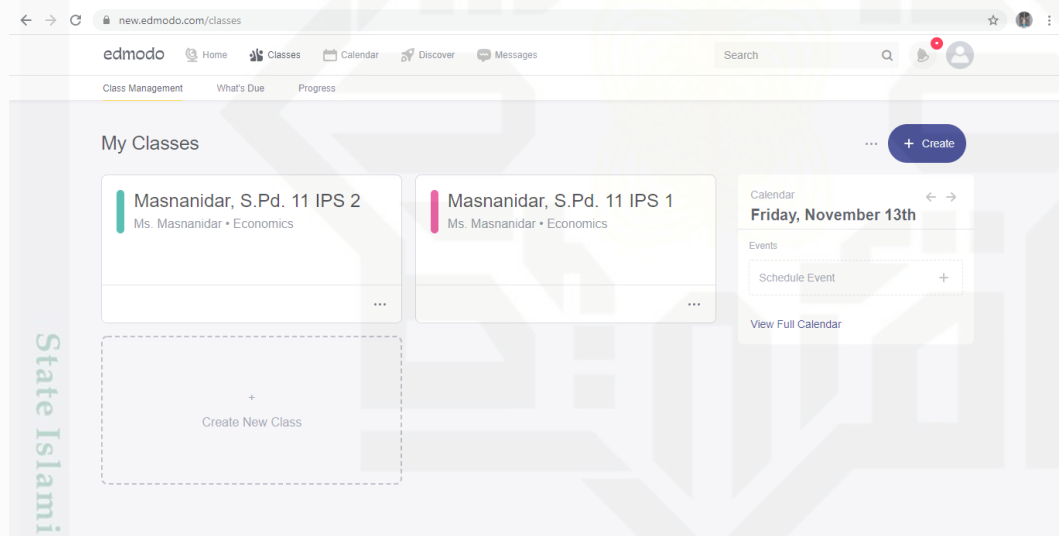 new.edmodo.com/classes
edmodo Home Classes Calendar Discover Messages Search
Class Management What's Due Progress
My Classes
··· + Create
Masnanidar, S.Pd. 11 IPS 2
Ms. Masnanidar • Economics
···
Masnanidar, S.Pd. 11 IPS 1
Ms. Masnanidar • Economics
···
Calendar
Friday, November 13th
Events
Schedule Event +
View Full Calendar
+
Create New Class
State Islami